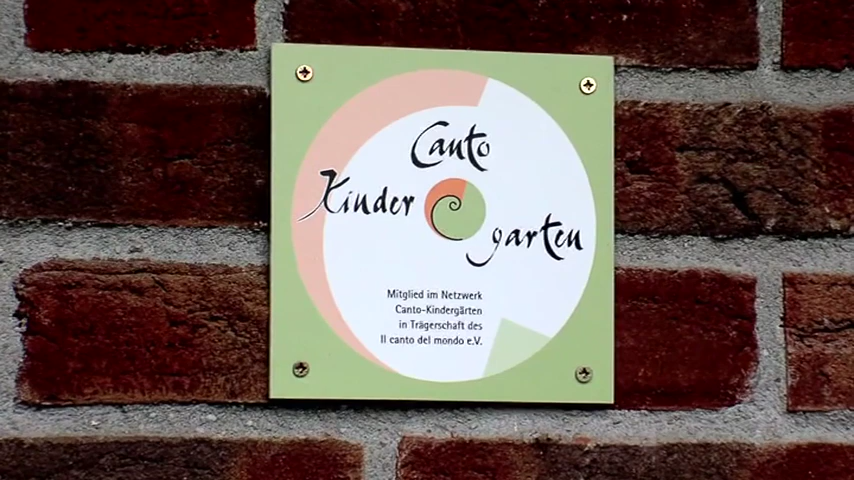 Canto
Kinder
garten
Mitglied im Netzwerk
Canto-Kindergärten
in Trägerschaft des
Il canto del mondo e.V.